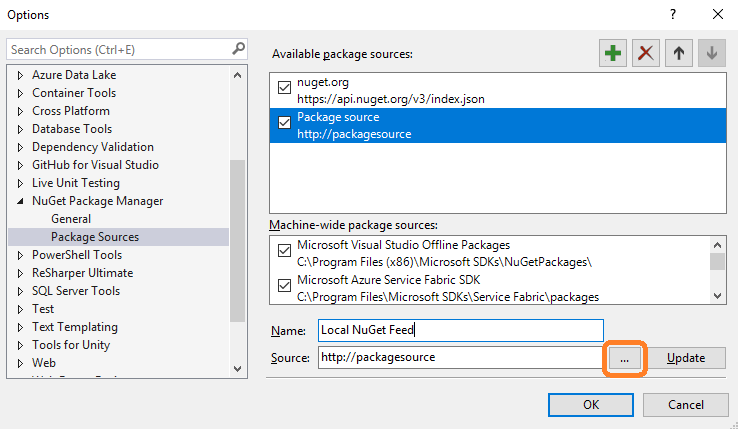 Options
?
Search Options (Ctrl+E)
Azure Data Lake
Container Tools
Cross Platform
Database Tools
Dependency Validation
GitHub for Visual Studio
Live Unit Testing
NuGet Package Manager
General
Package Sources
PowerShell Tools
ReSharper Ultimate
SQL Server Tools
Test
Text Templating
Tools for Unity
Web
Available package sources:
nuget.org
https://api.nuget.org/v3/index.json
Package source
http://packagesource
Machine-wide package sources:
Microsoft Visual Studio Offline Packages
C:\Program Files (x86)\Microsoft SDKs\NuGetPackages\
Microsoft Azure Service Fabric SDK
C:\Program Files\Microsoft SDKs\Service Fabric\packages
Name: Local NuGet Feed
Source: http://packagesource ... Update
OK Cancel